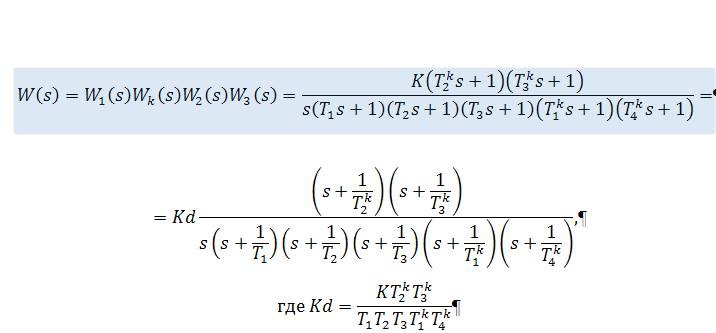 W(s) = W₁(s)Wₖ(s)W₂(s)W₃(s) = K(T₂ᵏs + 1)(T₃ᵏs + 1) / s(T₁s + 1)(T₂s + 1)(T₃s + 1)(T₁ᵏs + 1)(T₄ᵏs + 1) =¶
= Kd (s + 1/T₂ᵏ)(s + 1/T₃ᵏ) / s(s + 1/T₁)(s + 1/T₂)(s + 1/T₃)(s + 1/T₁ᵏ)(s + 1/T₄ᵏ),¶
где Kd = KT₂ᵏT₃ᵏ / T₁T₂T₃T₁ᵏT₄ᵏ¶